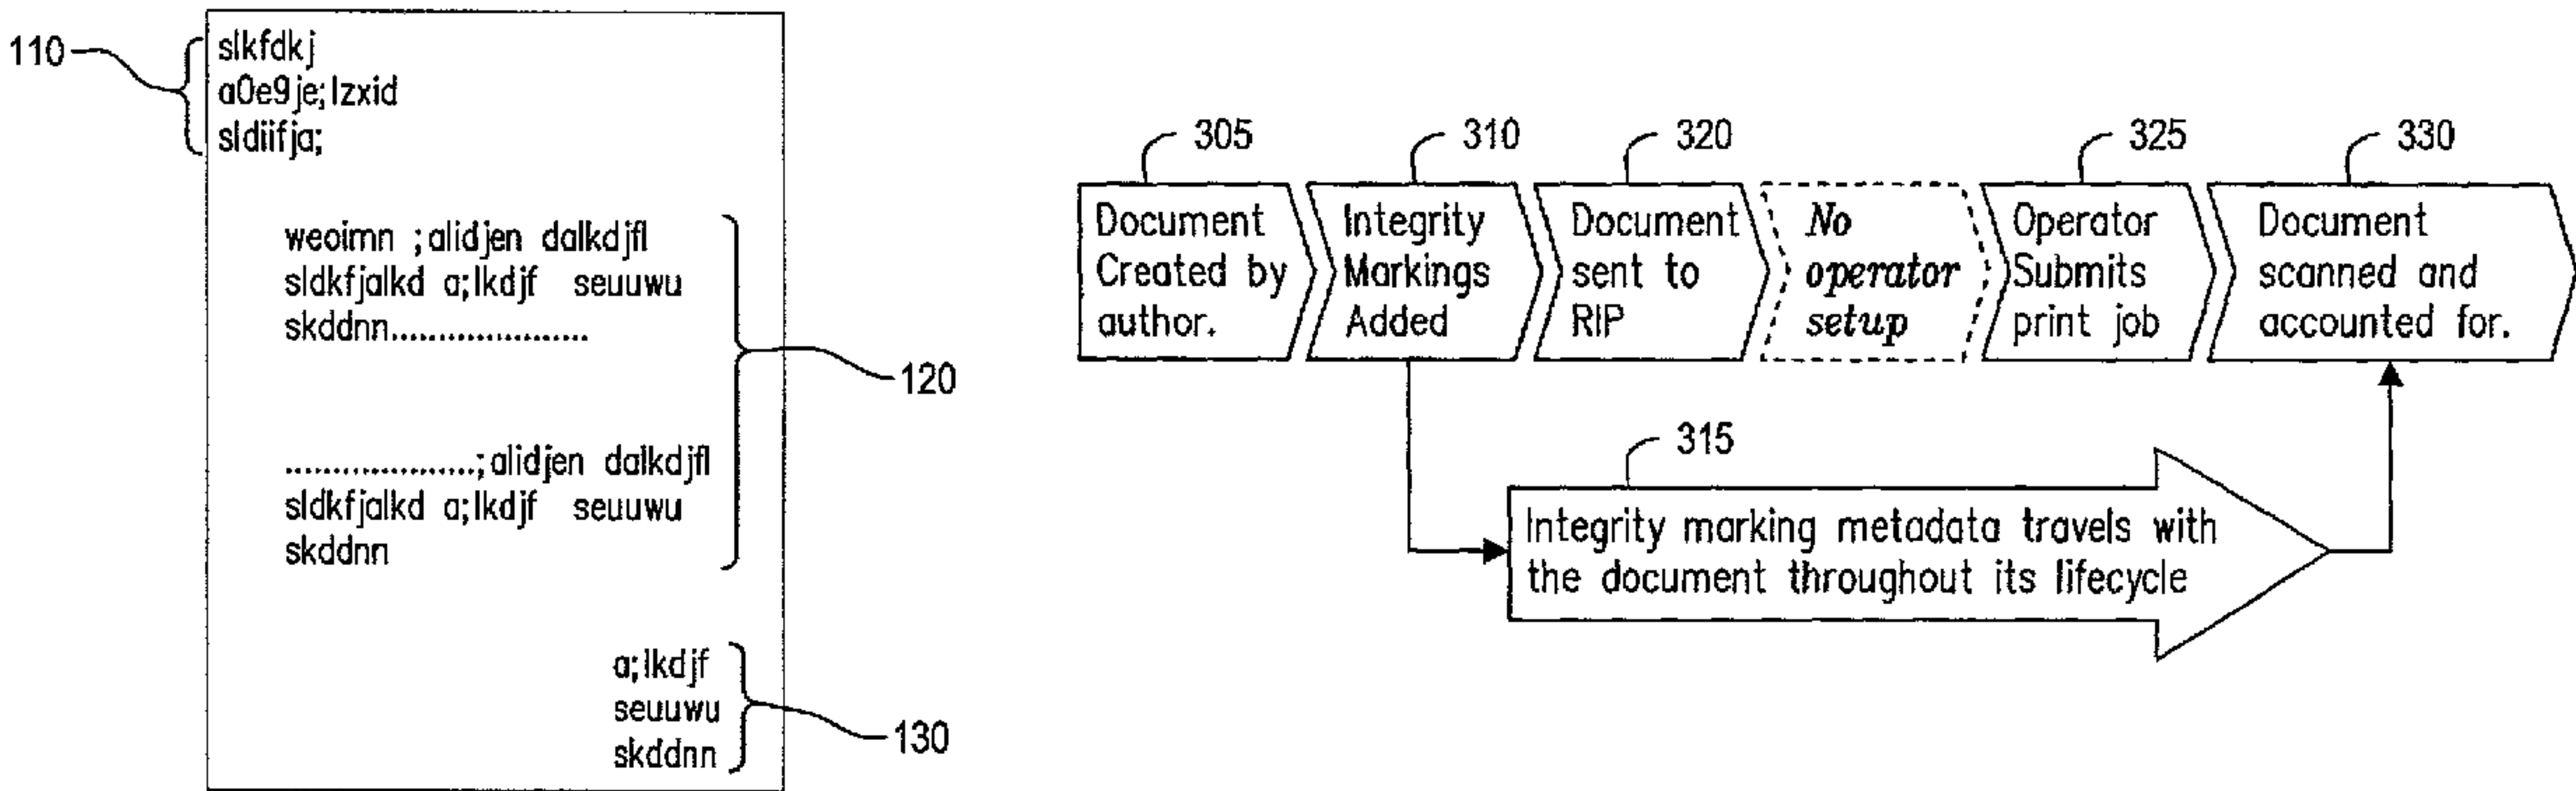 110
slkfdkj
a0e9je;lzxid
sldiifja;
weoimn ;alidjen dalkdjfl
sldkfjalkd a;lkdjf seuuwu
skddnn.....................
120
....................;alidjen dalkdjfl
sldkfjalkd a;lkdjf seuuwu
skddnn
a;lkdjf
seuuwu
skddnn
130
305
Document
Created by
author.
310
Integrity
Markings
Added
320
Document
sent to
RIP
No
operator
setup
325
Operator
Submits
print job
330
Document
scanned and
accounted for.
315
Integrity marking metadata travels with
the document throughout its lifecycle